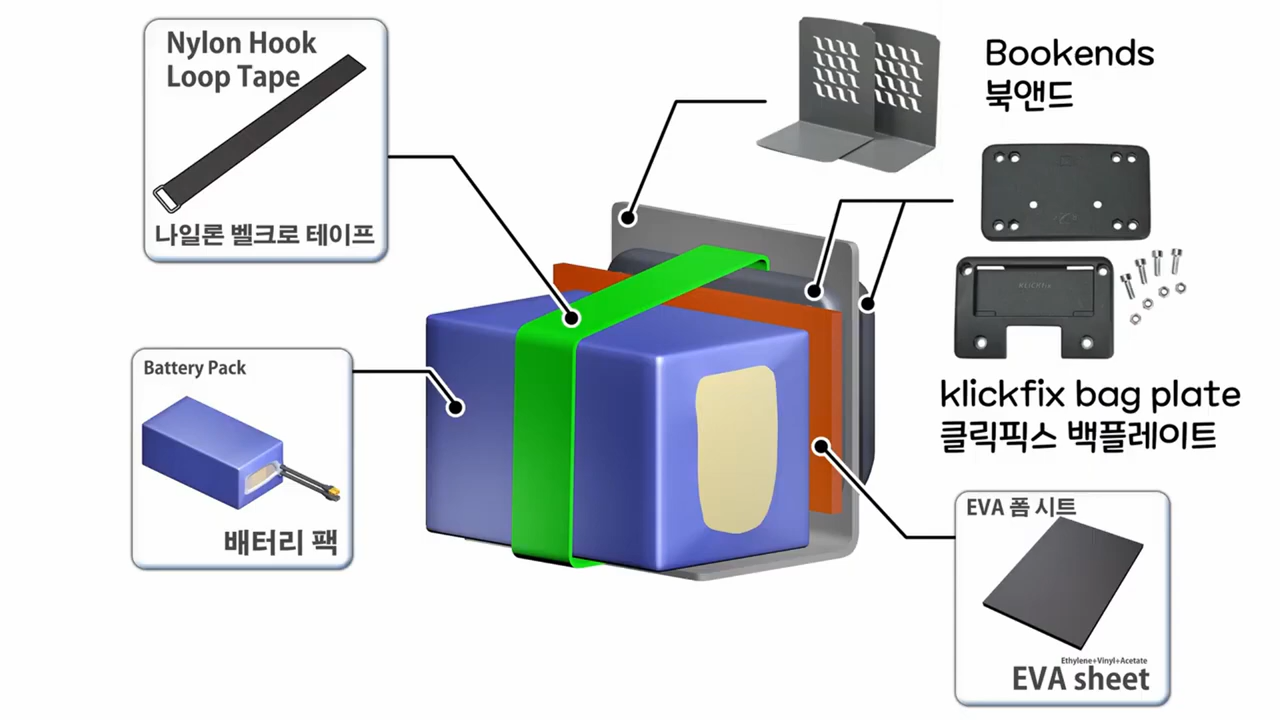 Nylon Hook
Loop Tape
나일론 벨크로 테이프
Bookends
북앤드
KLICKfix
klickfix bag plate
클릭픽스 백플레이트
Battery Pack
배터리 팩
EVA 폼 시트
Ethylene+Vinyl+Acetate
EVA sheet